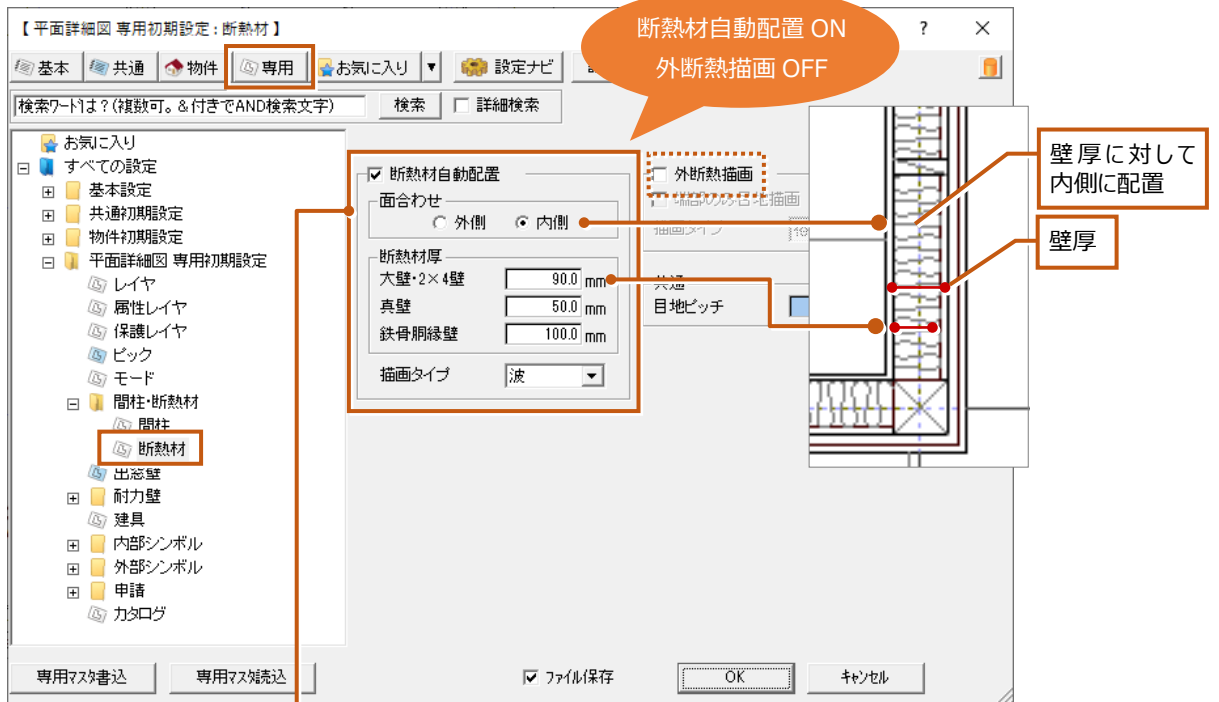 【 平面詳細図 専用初期設定 : 断熱材 】
?
断熱材自動配置 ON
外断熱描画 OFF
基本
共通
物件
専用
お気に入り
設定ナビ
検索ワードは？(複数可。＆付きでAND検索文字)
検索
詳細検索
お気に入り
すべての設定
基本設定
共通初期設定
物件初期設定
平面詳細図 専用初期設定
レイヤ
属性レイヤ
保護レイヤ
ピック
モード
間柱・断熱材
間柱
断熱材
出窓壁
耐力壁
建具
内部シンボル
外部シンボル
申請
カタログ
断熱材自動配置
面合わせ
外側
内側
断熱材厚
大壁・2×4壁
90.0 mm
真壁
50.0 mm
鉄骨胴縁壁
100.0 mm
描画タイプ
波
外断熱描画
描画タイプ
共通
目地ピッチ
壁厚に対して
内側に配置
壁厚
専用マスタ書込
専用マスタ読込
ファイル保存
OK
キャンセル